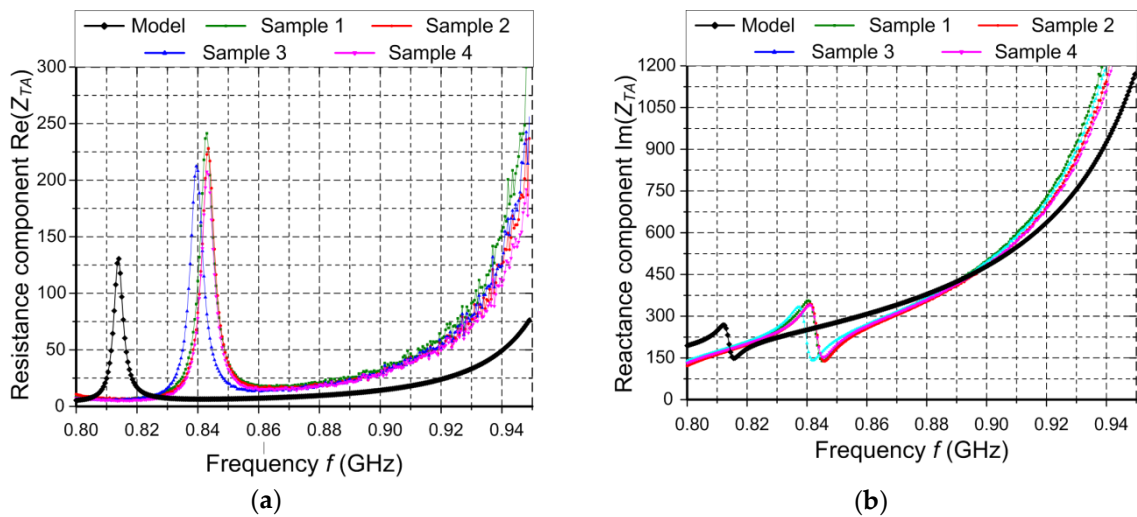 Model Sample 1 Sample 2
Sample 3 Sample 4
300
250
200
150
100
50
0
Resistance component Re(Z_TA)
0.80 0.82 0.84 0.86 0.88 0.90 0.92 0.94
Frequency f (GHz)
(a)
Model Sample 1 Sample 2
Sample 3 Sample 4
1200
1050
900
750
600
450
300
150
0
Reactance component Im(Z_TA)
0.80 0.82 0.84 0.86 0.88 0.90 0.92 0.94
Frequency f (GHz)
(b)